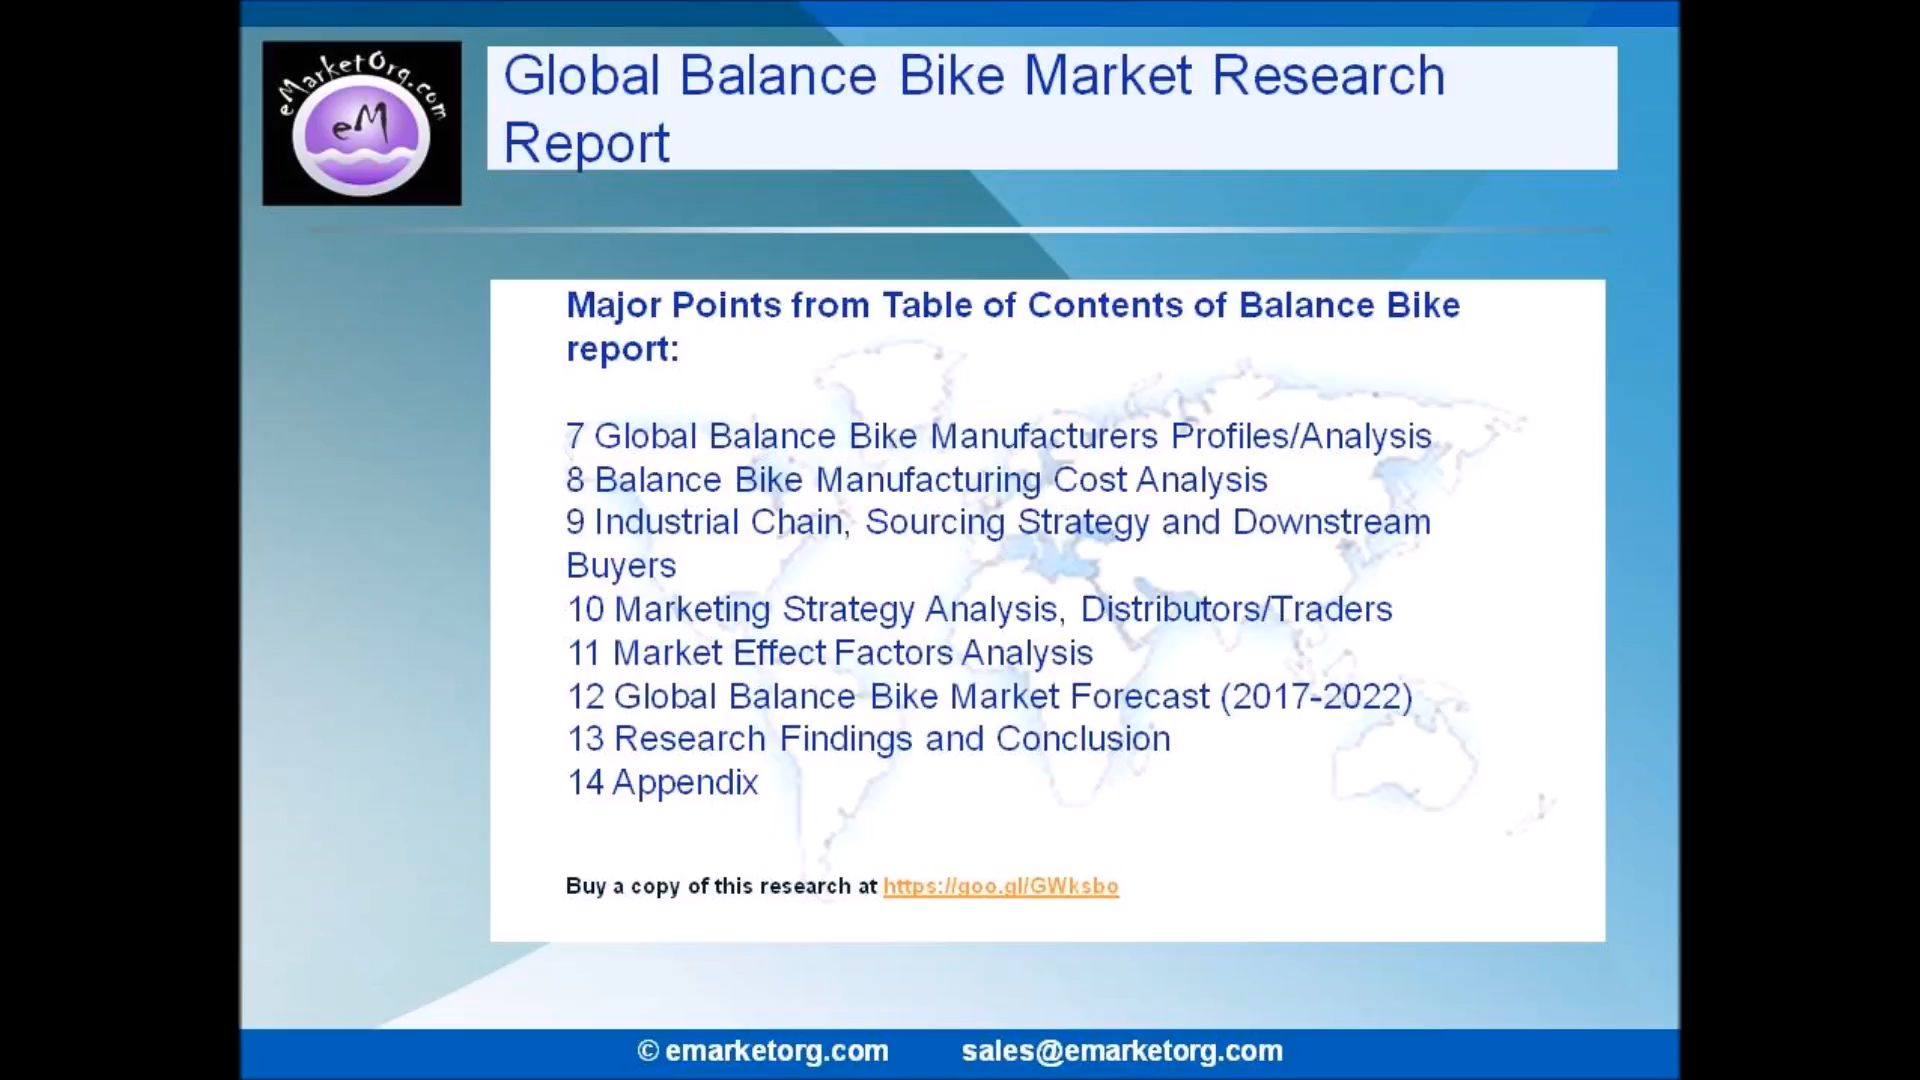 eMarketOrg.com
eM
Global Balance Bike Market Research
Report
Major Points from Table of Contents of Balance Bike
report:
7 Global Balance Bike Manufacturers Profiles/Analysis
8 Balance Bike Manufacturing Cost Analysis
9 Industrial Chain, Sourcing Strategy and Downstream
Buyers
10 Marketing Strategy Analysis, Distributors/Traders
11 Market Effect Factors Analysis
12 Global Balance Bike Market Forecast (2017-2022)
13 Research Findings and Conclusion
14 Appendix
Buy a copy of this research at https://goo.gl/GWksbo
© emarketorg.com sales@emarketorg.com